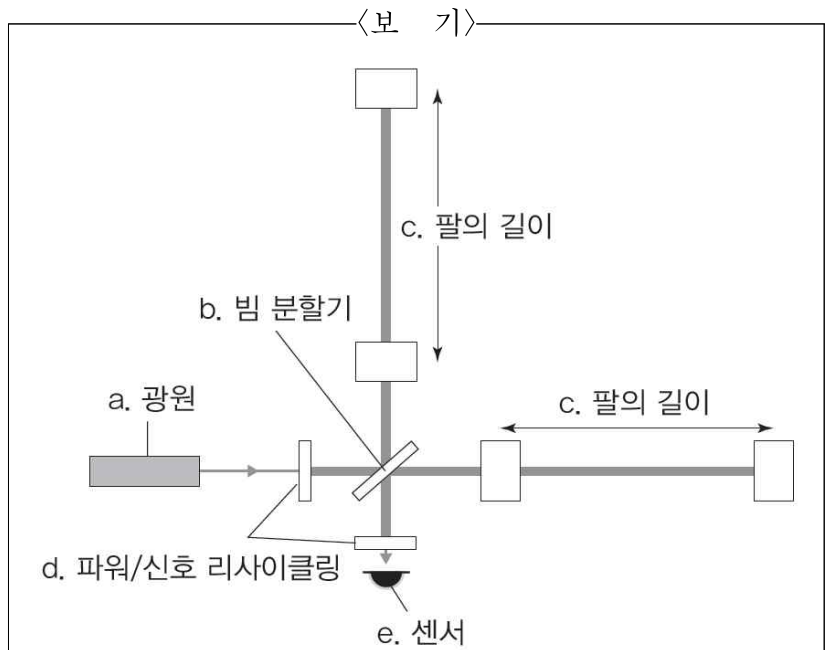 〈보 기〉
c. 팔의 길이
b. 빔 분할기
a. 광원
c. 팔의 길이
d. 파워/신호 리사이클링
e. 센서